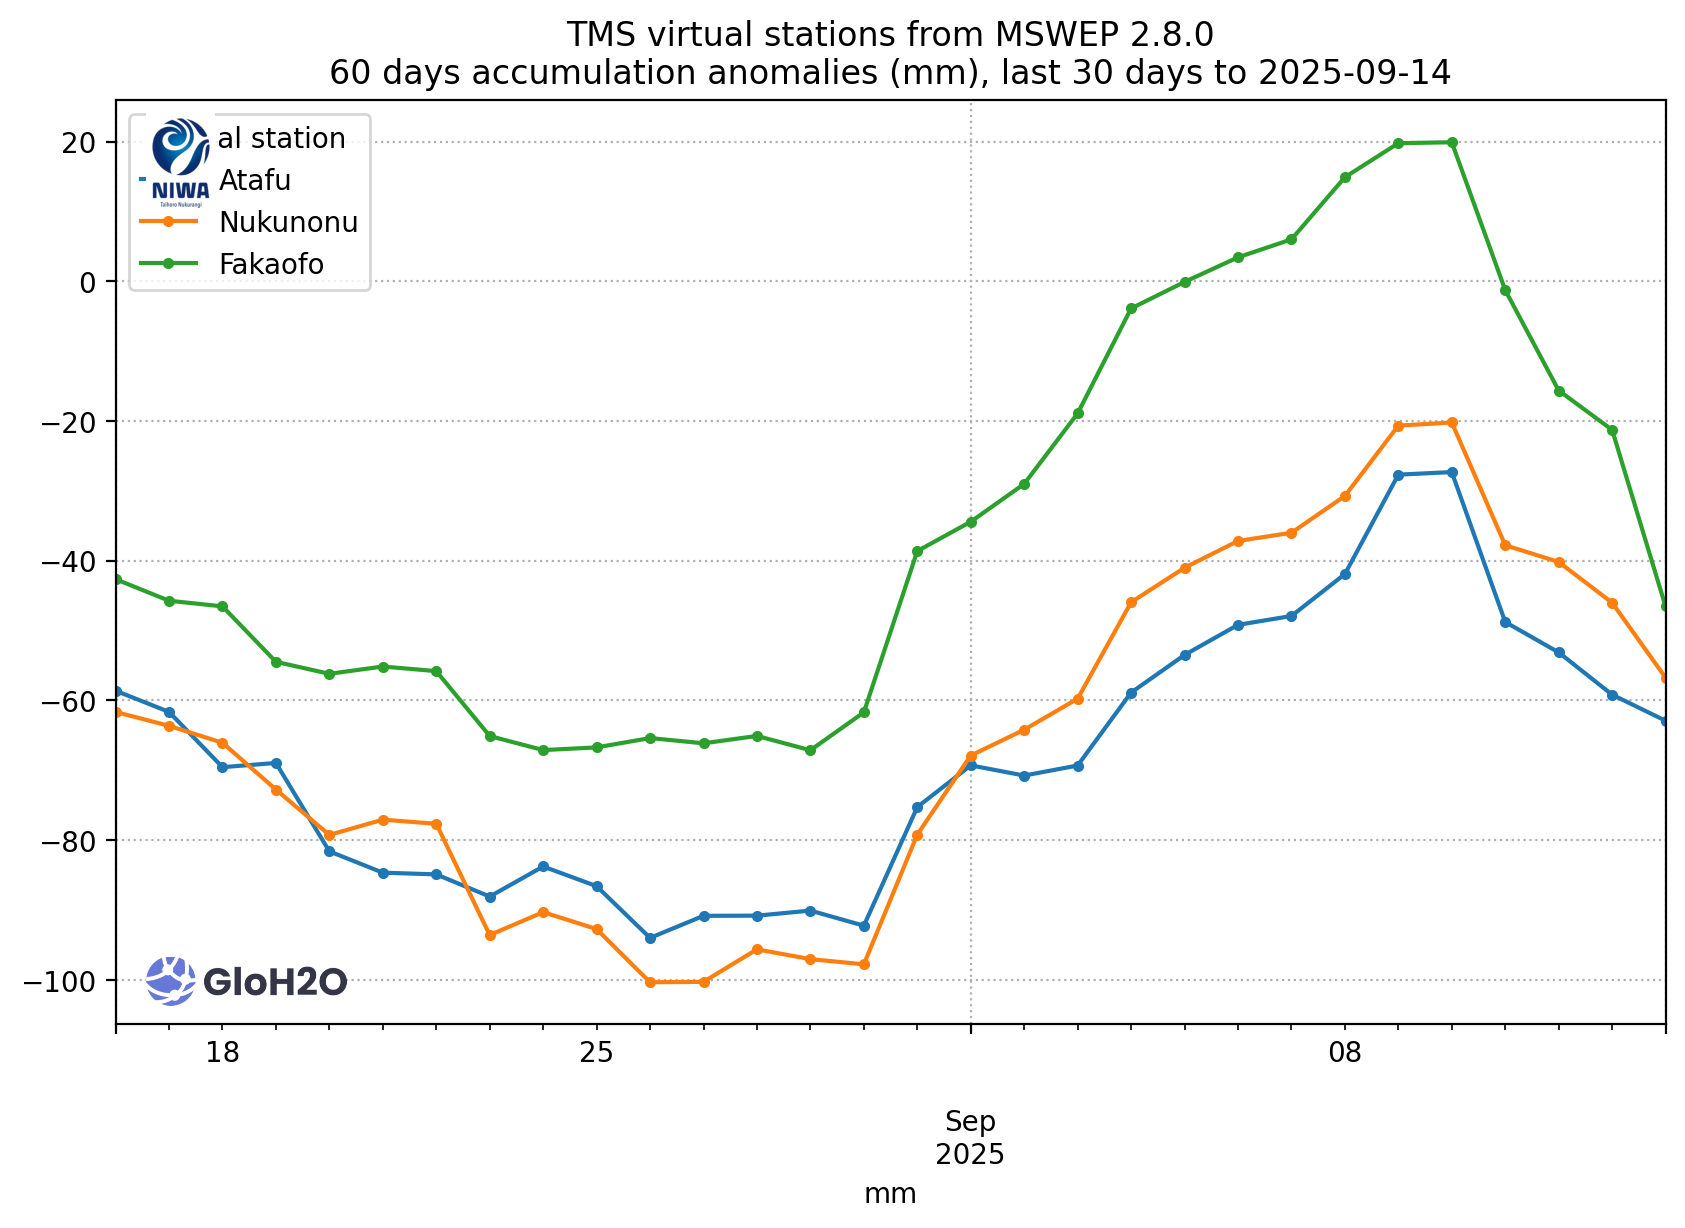 TMS virtual stations from MSWEP 2.8.0
60 days accumulation anomalies (mm), last 30 days to 2025-09-14
al station
Atafu
Nukunonu
Fakaofo
NIWA
Taihoro Nukurangi
20
0
−20
−40
−60
−80
−100
GloH2O
18
25
08
Sep
2025
mm